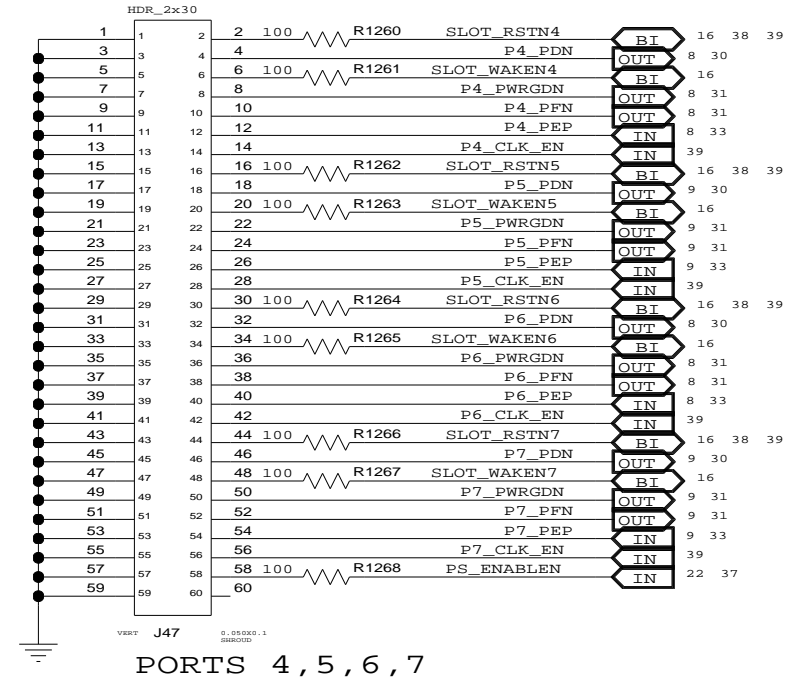 HDR_2x30
1 1 2 2 100 R1260 SLOT_RSTN4 BI 16 38 39
3 3 4 4 P4_PDN OUT 8 30
5 5 6 6 100 R1261 SLOT_WAKEN4 BI 16
7 7 8 8 P4_PWRGDN OUT 8 31
9 9 10 10 P4_PFN OUT 8 31
11 11 12 12 P4_PEP IN 8 33
13 13 14 14 P4_CLK_EN IN 39
15 15 16 16 100 R1262 SLOT_RSTN5 BI 16 38 39
17 17 18 18 P5_PDN OUT 9 30
19 19 20 20 100 R1263 SLOT_WAKEN5 BI 16
21 21 22 22 P5_PWRGDN OUT 9 31
23 23 24 24 P5_PFN OUT 9 31
25 25 26 26 P5_PEP IN 9 33
27 27 28 28 P5_CLK_EN IN 39
29 29 30 30 100 R1264 SLOT_RSTN6 BI 16 38 39
31 31 32 32 P6_PDN OUT 8 30
33 33 34 34 100 R1265 SLOT_WAKEN6 BI 16
35 35 36 36 P6_PWRGDN OUT 8 31
37 37 38 38 P6_PFN OUT 8 31
39 39 40 40 P6_PEP IN 8 33
41 41 42 42 P6_CLK_EN IN 39
43 43 44 44 100 R1266 SLOT_RSTN7 BI 16 38 39
45 45 46 46 P7_PDN OUT 9 30
47 47 48 48 100 R1267 SLOT_WAKEN7 BI 16
49 49 50 50 P7_PWRGDN OUT 9 31
51 51 52 52 P7_PFN OUT 9 31
53 53 54 54 P7_PEP IN 9 33
55 55 56 56 P7_CLK_EN IN 39
57 57 58 58 100 R1268 PS_ENABLEN IN 22 37
59 59 60 60
VERT J47 0.050X0.1
SHROUD
PORTS 4,5,6,7